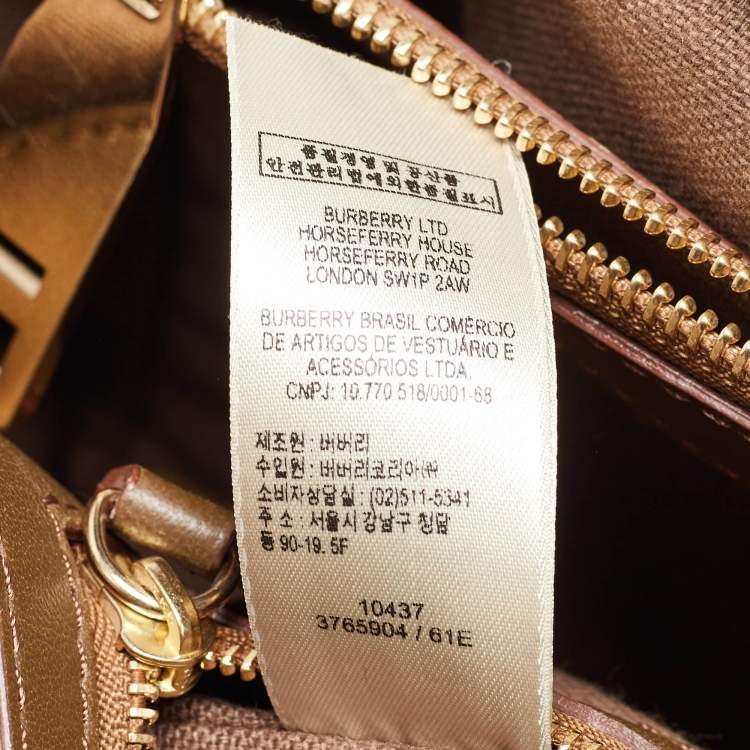 품질경영 및 공산품
안전관리법에의한품질표시
BURBERRY LTD
HORSEFERRY HOUSE
HORSEFERRY ROAD
LONDON SW1P 2AW
BURBERRY BRASIL COMÉRCIO
DE ARTIGOS DE VESTUÁRIO E
ACESSÓRIOS LTDA.
CNPJ: 10.770.518/0001-68
제조원 : 버버리
수입원 : 버버리코리아㈜
소비자상담실 : (02)511-5341
주 소 : 서울시 강남구 청담
동 90-19. 5F
10437
3765904 / 61E